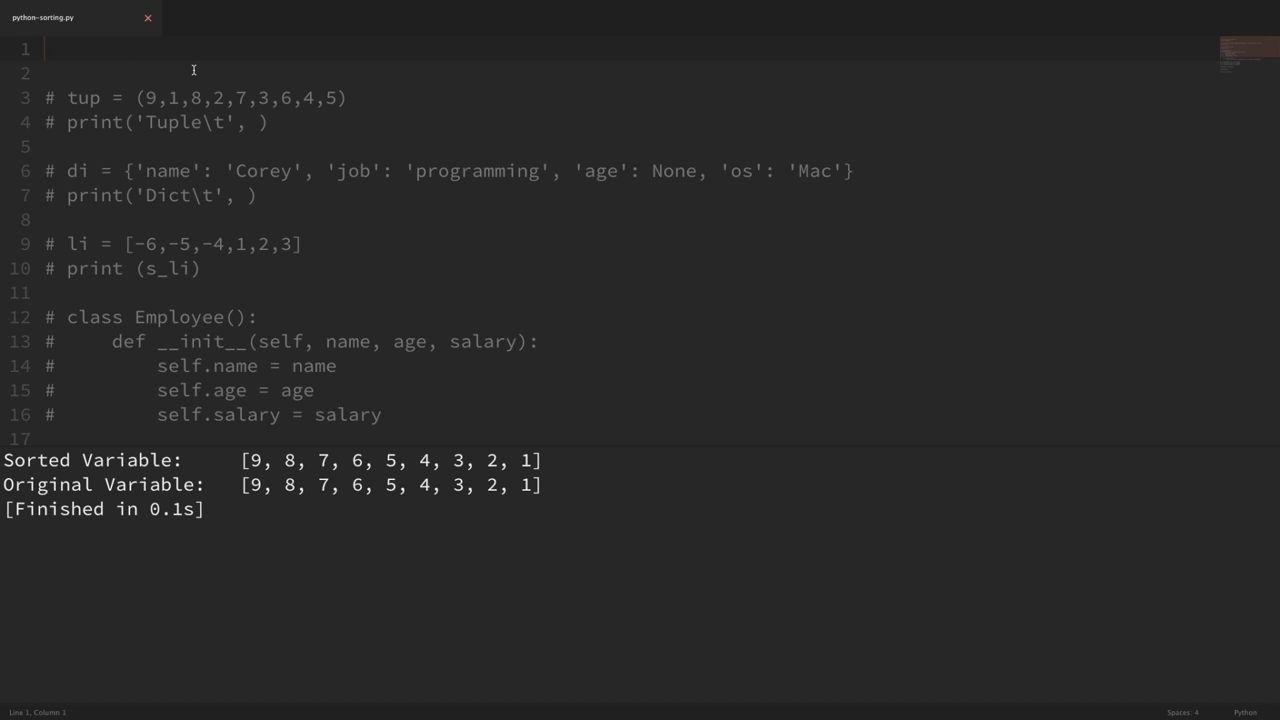 python-sorting.py
1
2
3 # tup = (9,1,8,2,7,3,6,4,5)
4 # print('Tuple\t', )
5
6 # di = {'name': 'Corey', 'job': 'programming', 'age': None, 'os': 'Mac'}
7 # print('Dict\t', )
8
9 # li = [-6,-5,-4,1,2,3]
10 # print (s_li)
11
12 # class Employee():
13 #     def __init__(self, name, age, salary):
14 #         self.name = name
15 #         self.age = age
16 #         self.salary = salary
17
Sorted Variable:     [9, 8, 7, 6, 5, 4, 3, 2, 1]
Original Variable:   [9, 8, 7, 6, 5, 4, 3, 2, 1]
[Finished in 0.1s]
Line 1, Column 1 Spaces: 4 Python